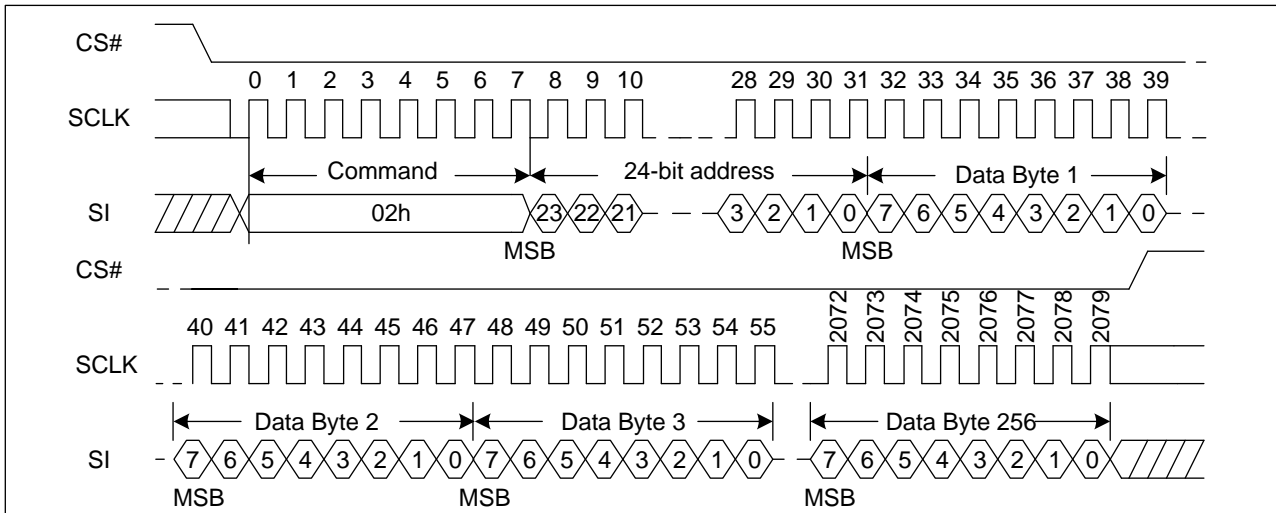 CS#
0 1 2 3 4 5 6 7 8 9 10 28 29 30 31 32 33 34 35 36 37 38 39
SCLK
Command 24-bit address Data Byte 1
SI 02h 23 22 21 3 2 1 0 7 6 5 4 3 2 1 0
MSB MSB
CS#
40 41 42 43 44 45 46 47 48 49 50 51 52 53 54 55 2072 2073 2074 2075 2076 2077 2078 2079
SCLK
Data Byte 2 Data Byte 3 Data Byte 256
SI 7 6 5 4 3 2 1 0 7 6 5 4 3 2 1 0 7 6 5 4 3 2 1 0
MSB MSB MSB